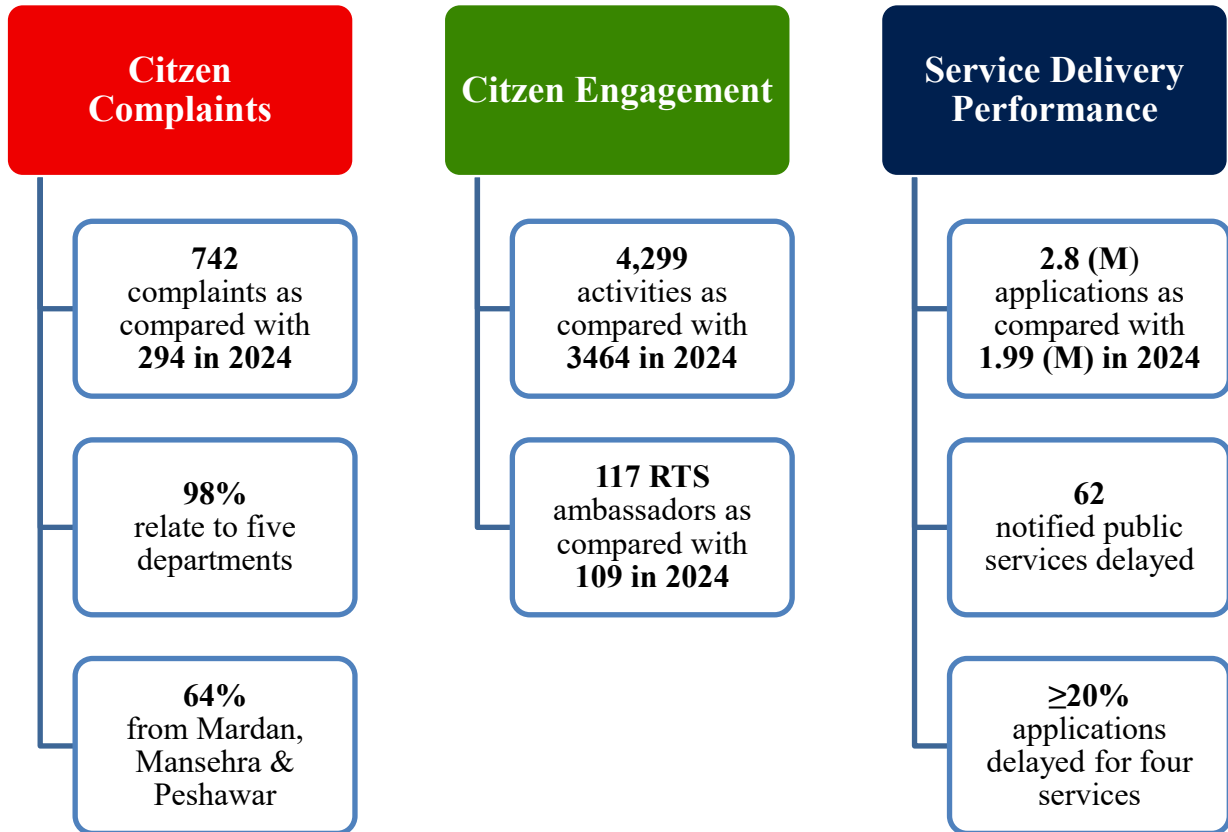 Citzen
Complaints
742
complaints as
compared with
294 in 2024
98%
relate to five
departments
64%
from Mardan,
Mansehra &
Peshawar
Citzen Engagement
4,299
activities as
compared with
3464 in 2024
117 RTS
ambassadors as
compared with
109 in 2024
Service Delivery
Performance
2.8 (M)
applications as
compared with
1.99 (M) in 2024
62
notified public
services delayed
≥20%
applications
delayed for four
services